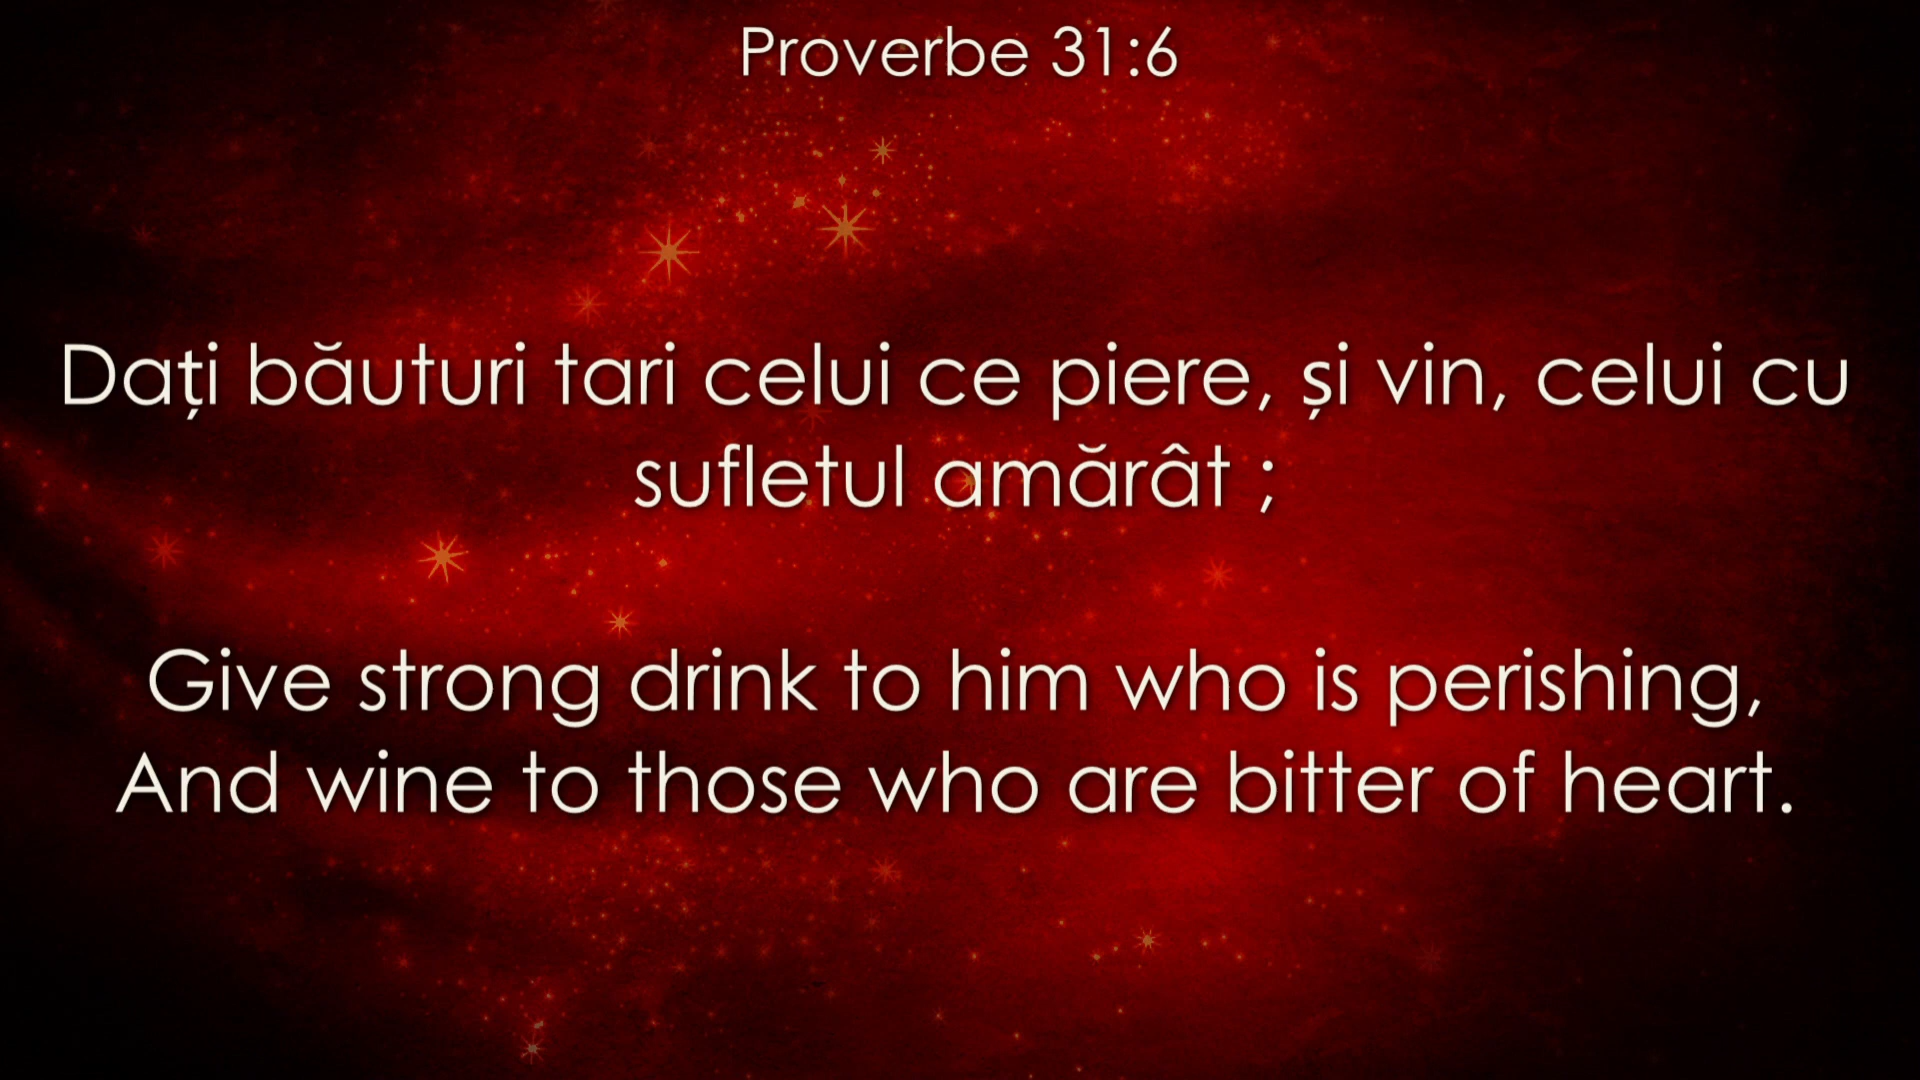 Proverbe 31:6
Dați băuturi tari celui ce piere, și vin, celui cu
sufletul amărât ;
Give strong drink to him who is perishing,
And wine to those who are bitter of heart.